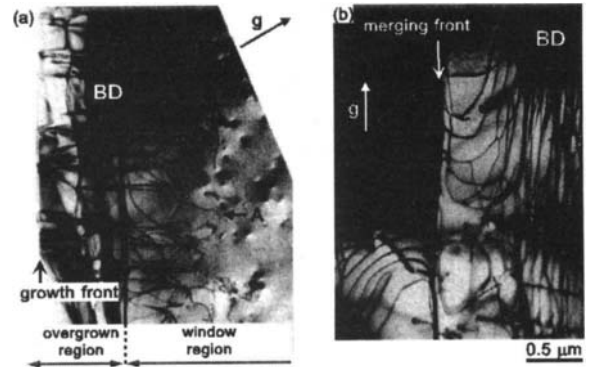 (a)
g
BD
A
growth front
overgrown region
window region
(b)
merging front
BD
g
0.5 μm